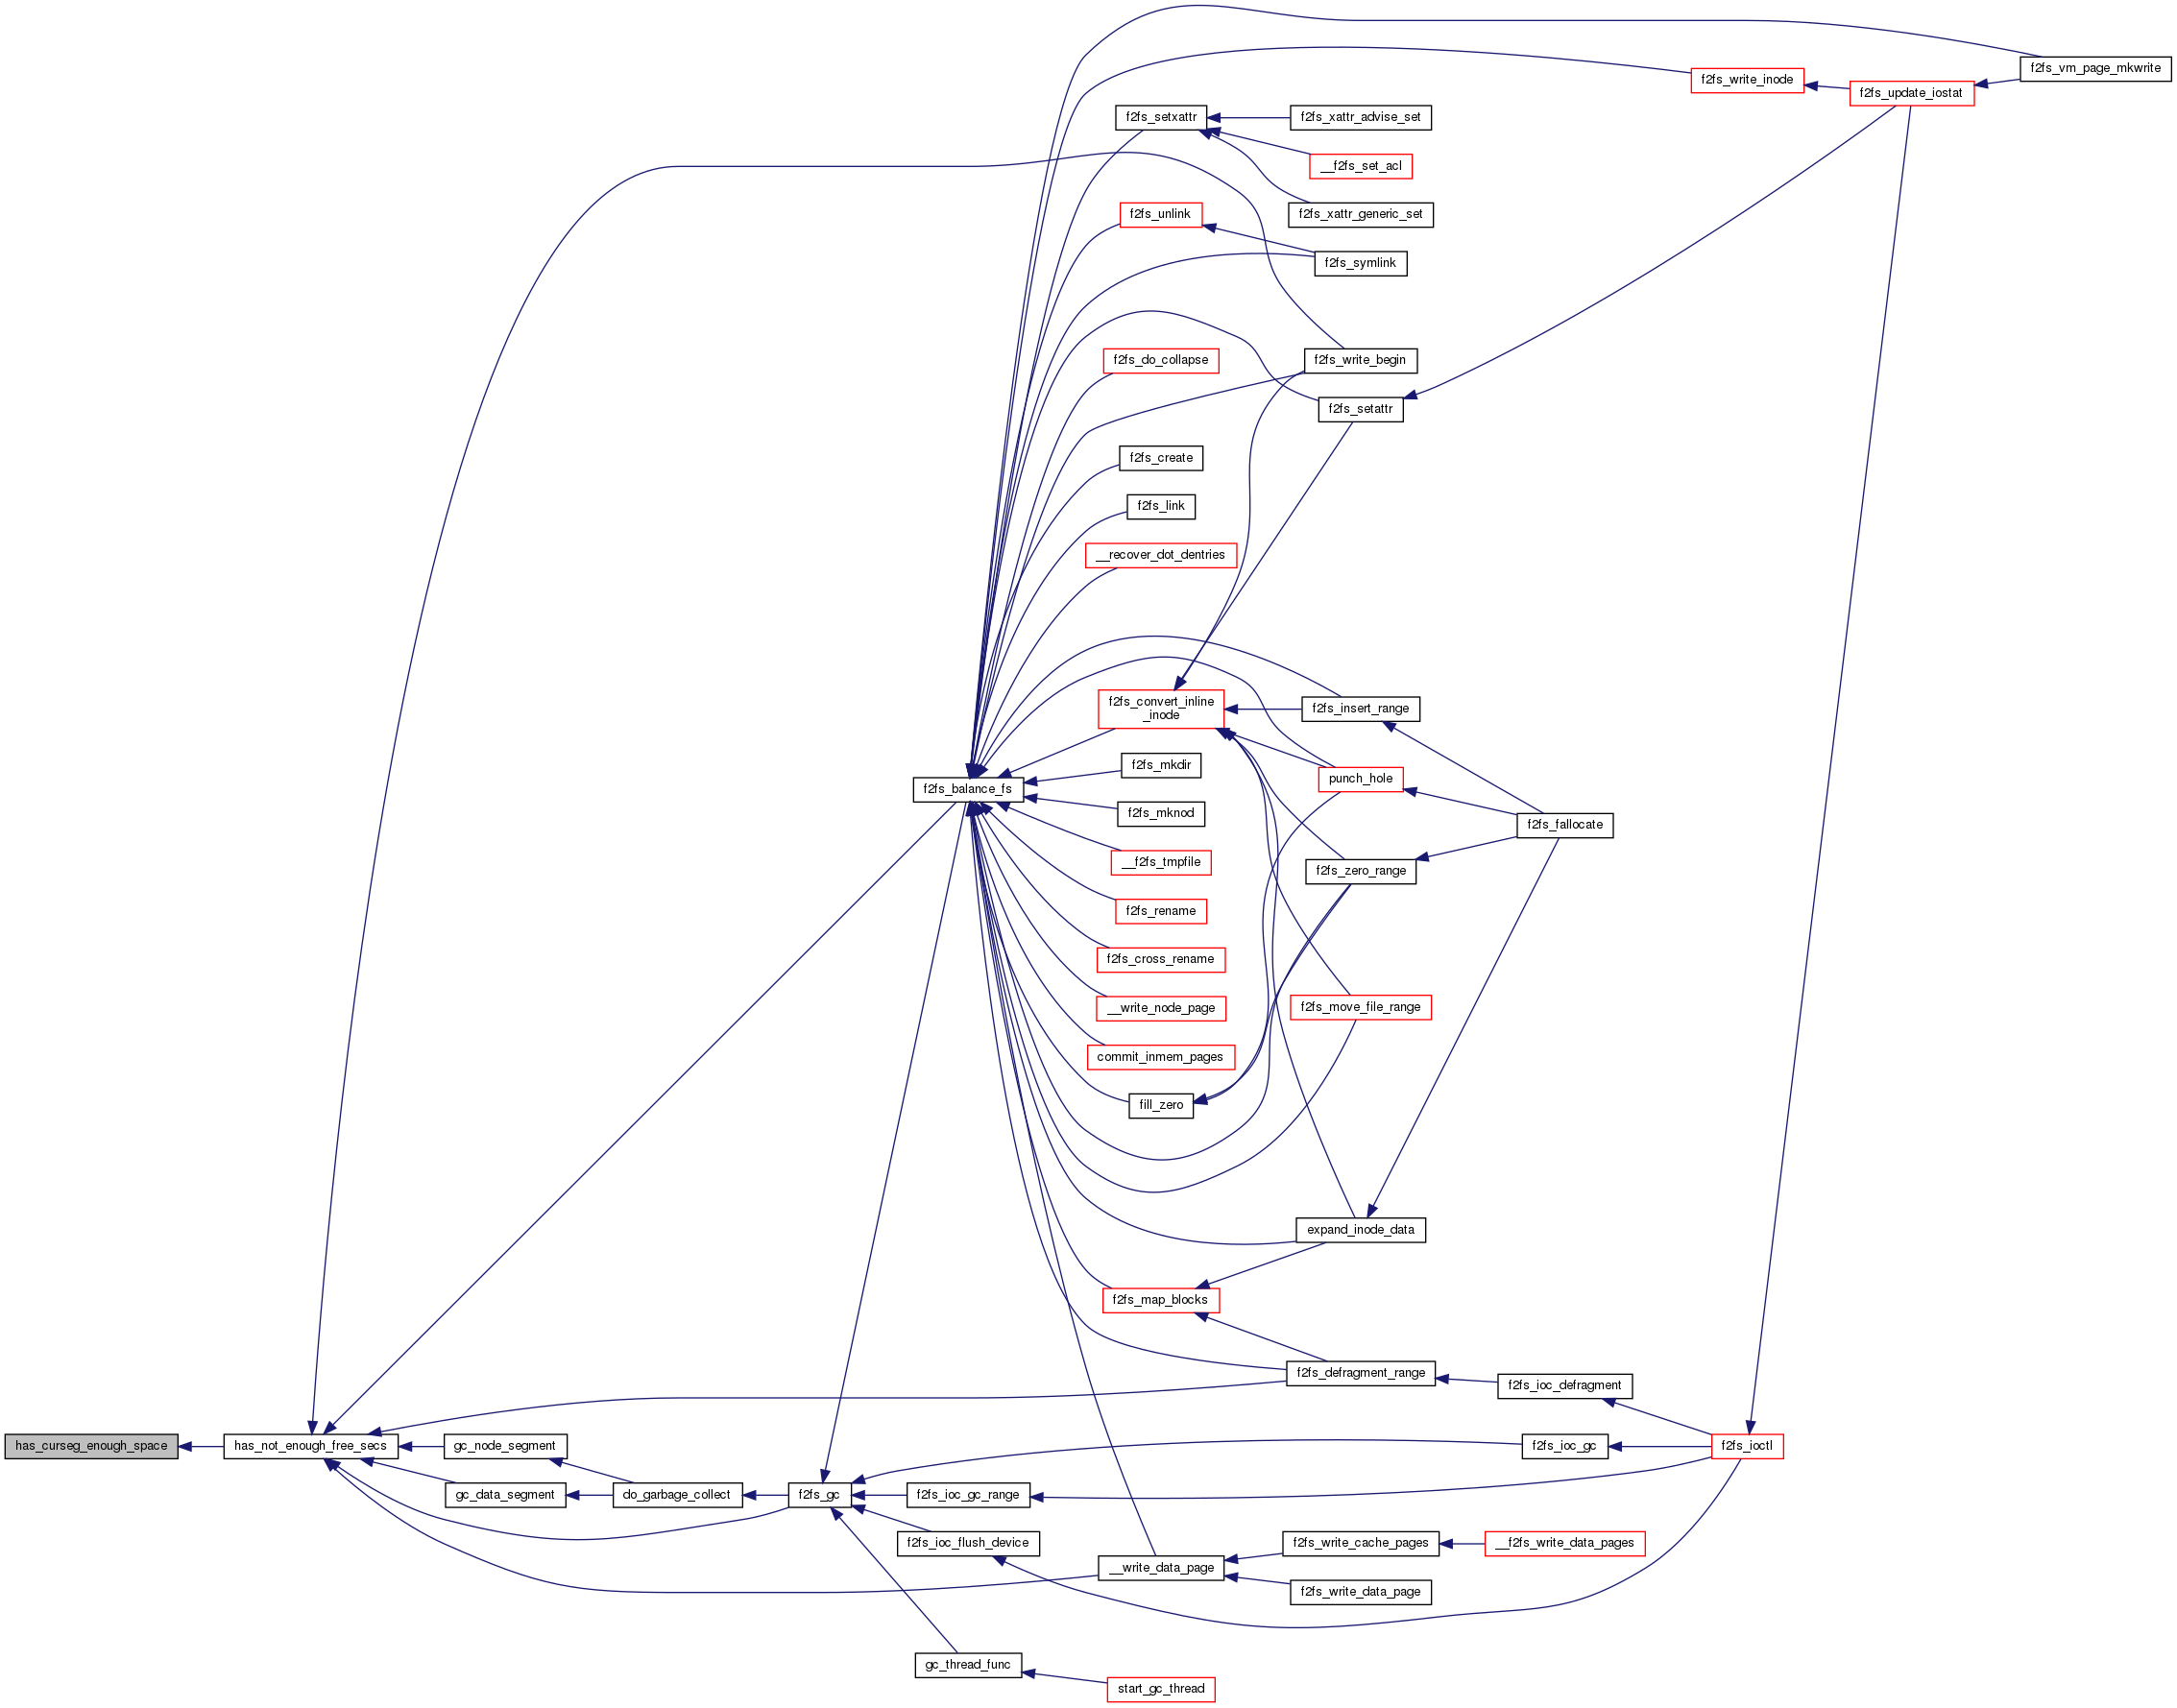 f2fs_vm_page_mkwrite
f2fs_write_inode
f2fs_update_iostat
f2fs_setxattr
f2fs_xattr_advise_set
__f2fs_set_acl
f2fs_unlink
f2fs_xattr_generic_set
f2fs_symlink
f2fs_do_collapse
f2fs_write_begin
f2fs_setattr
f2fs_create
f2fs_link
__recover_dot_dentries
f2fs_convert_inline
_inode
f2fs_insert_range
f2fs_mkdir
punch_hole
f2fs_balance_fs
f2fs_mknod
f2fs_fallocate
__f2fs_tmpfile
f2fs_zero_range
f2fs_rename
f2fs_cross_rename
__write_node_page
f2fs_move_file_range
commit_inmem_pages
fill_zero
expand_inode_data
f2fs_map_blocks
f2fs_defragment_range
f2fs_ioc_defragment
has_curseg_enough_space
has_not_enough_free_secs
gc_node_segment
f2fs_ioc_gc
f2fs_ioctl
gc_data_segment
do_garbage_collect
f2fs_gc
f2fs_ioc_gc_range
f2fs_ioc_flush_device
f2fs_write_cache_pages
__f2fs_write_data_pages
__write_data_page
f2fs_write_data_page
gc_thread_func
start_gc_thread